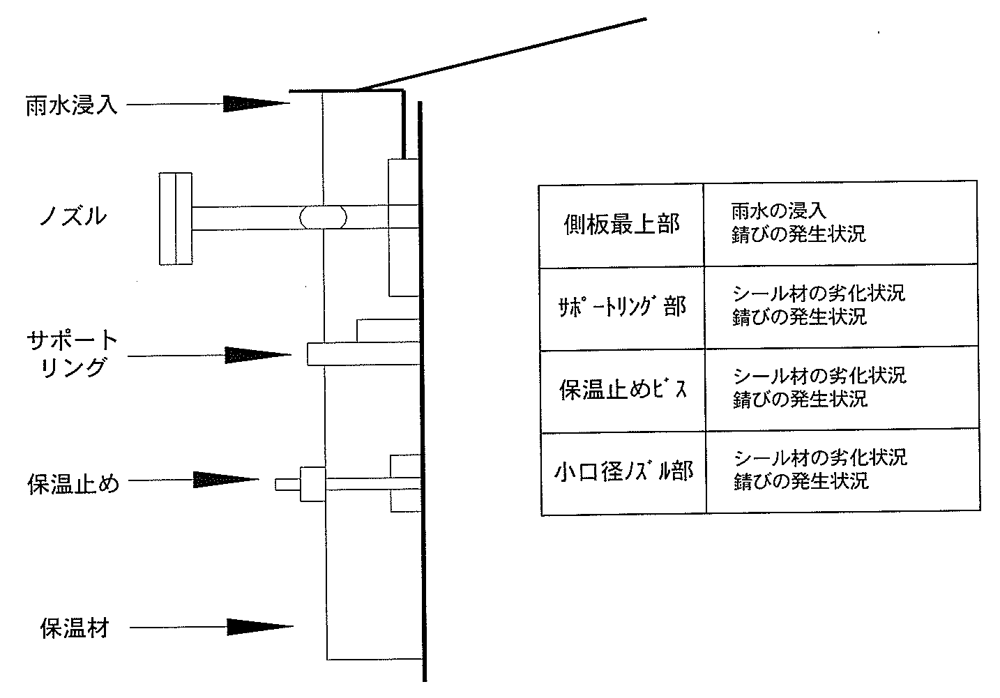 雨水浸入
ノズル
サポート
リング
保温止め
保温材
側板最上部
雨水の浸入
錆びの発生状況
ｻﾎﾟｰﾄﾘﾝｸﾞ部
シール材の劣化状況
錆びの発生状況
保温止めﾋﾞｽ
シール材の劣化状況
錆びの発生状況
小口径ﾉｽﾞﾙ部
シール材の劣化状況
錆びの発生状況